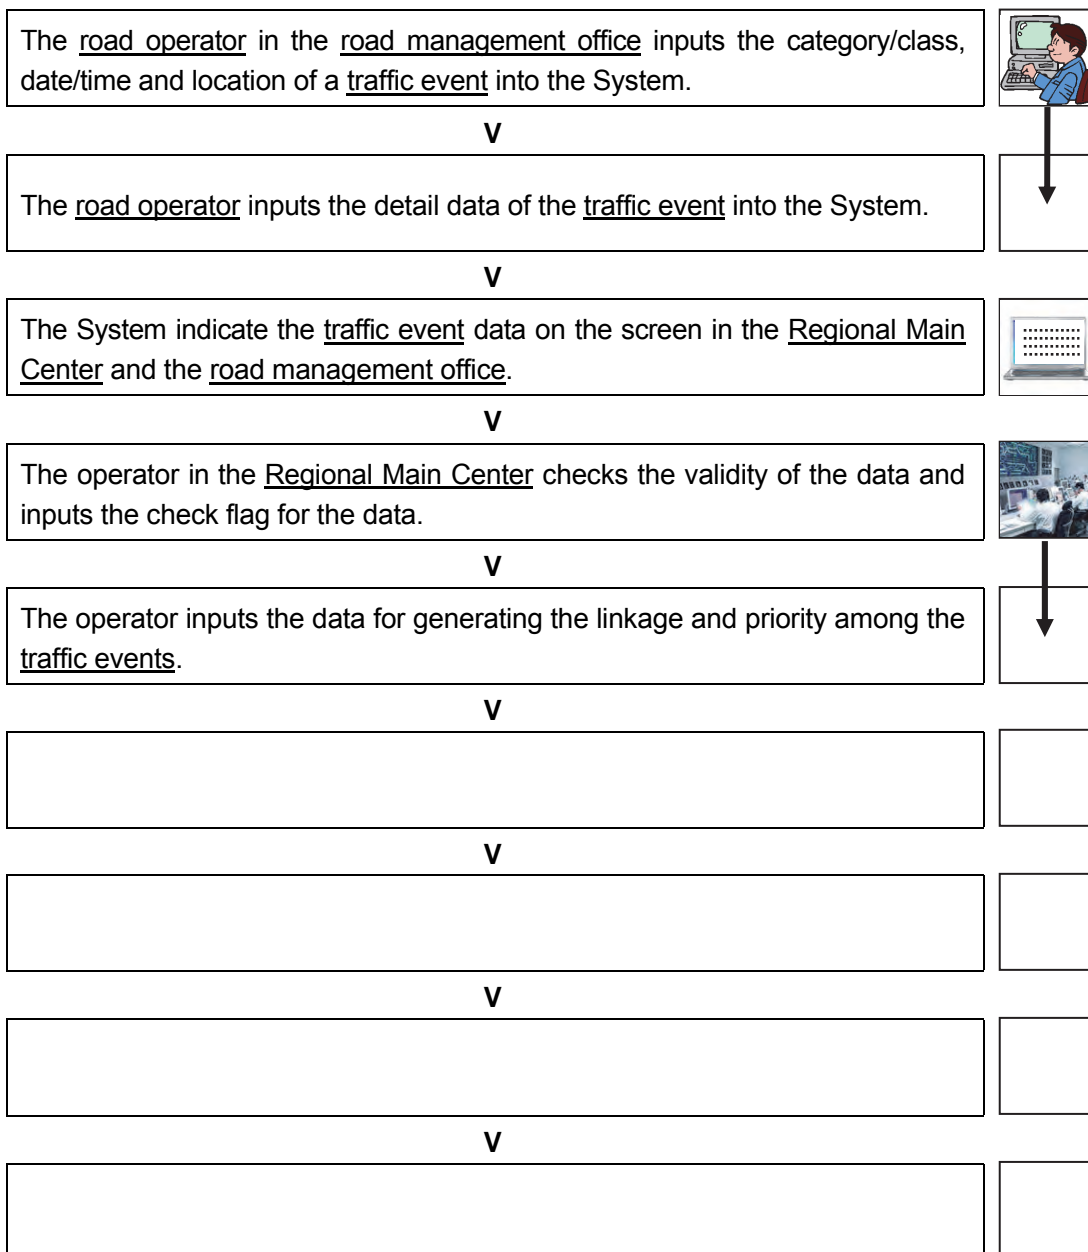 The road operator in the road management office inputs the category/class,
date/time and location of a traffic event into the System.
V
The road operator inputs the detail data of the traffic event into the System.
V
The System indicate the traffic event data on the screen in the Regional Main
Center and the road management office.
V
The operator in the Regional Main Center checks the validity of the data and
inputs the check flag for the data.
V
The operator inputs the data for generating the linkage and priority among the
traffic events.
V
V
V
V